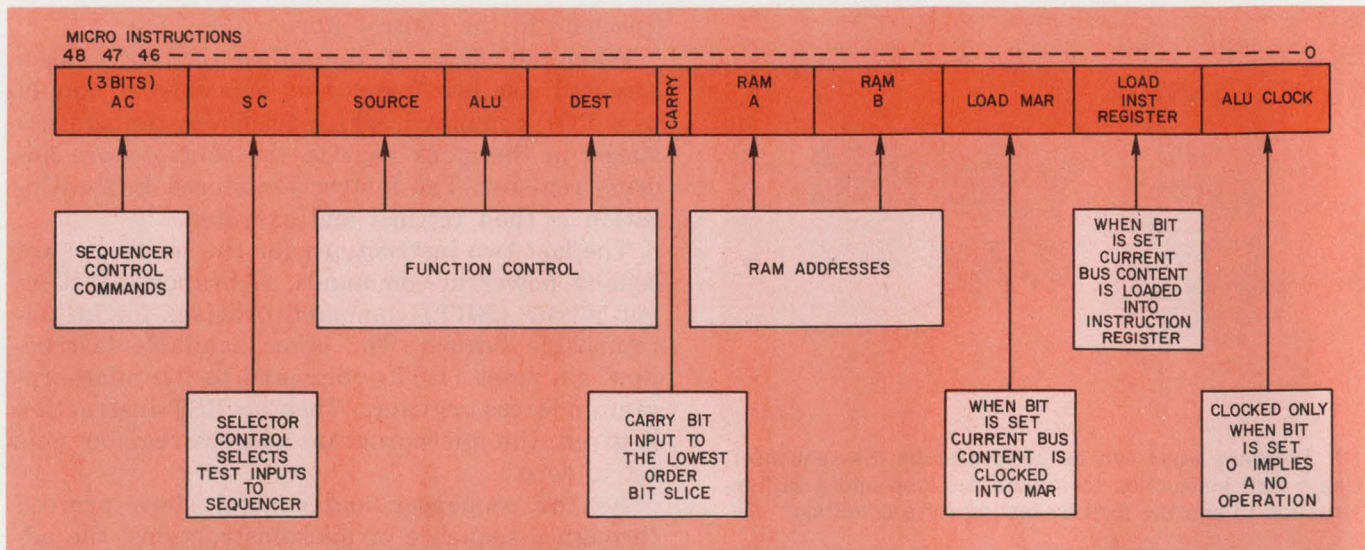 MICRO INSTRUCTIONS
48 47 46 ——————————————————— 0
(3 BITS)
AC
SC
SOURCE
ALU
DEST
CARRY
RAM
A
RAM
B
LOAD MAR
LOAD
INST
REGISTER
ALU CLOCK
SEQUENCER
CONTROL
COMMANDS
FUNCTION CONTROL
RAM ADDRESSES
WHEN BIT
IS SET
CURRENT
BUS CONTENT
IS LOADED
INTO
INSTRUCTION
REGISTER
SELECTOR
CONTROL
SELECTS
TEST INPUTS
TO
SEQUENCER
CARRY BIT
INPUT TO
THE LOWEST
ORDER
BIT SLICE
WHEN BIT
IS SET
CURRENT BUS
CONTENT IS
CLOCKED
INTO MAR
CLOCKED ONLY
WHEN BIT
IS SET
O IMPLIES
A NO
OPERATION